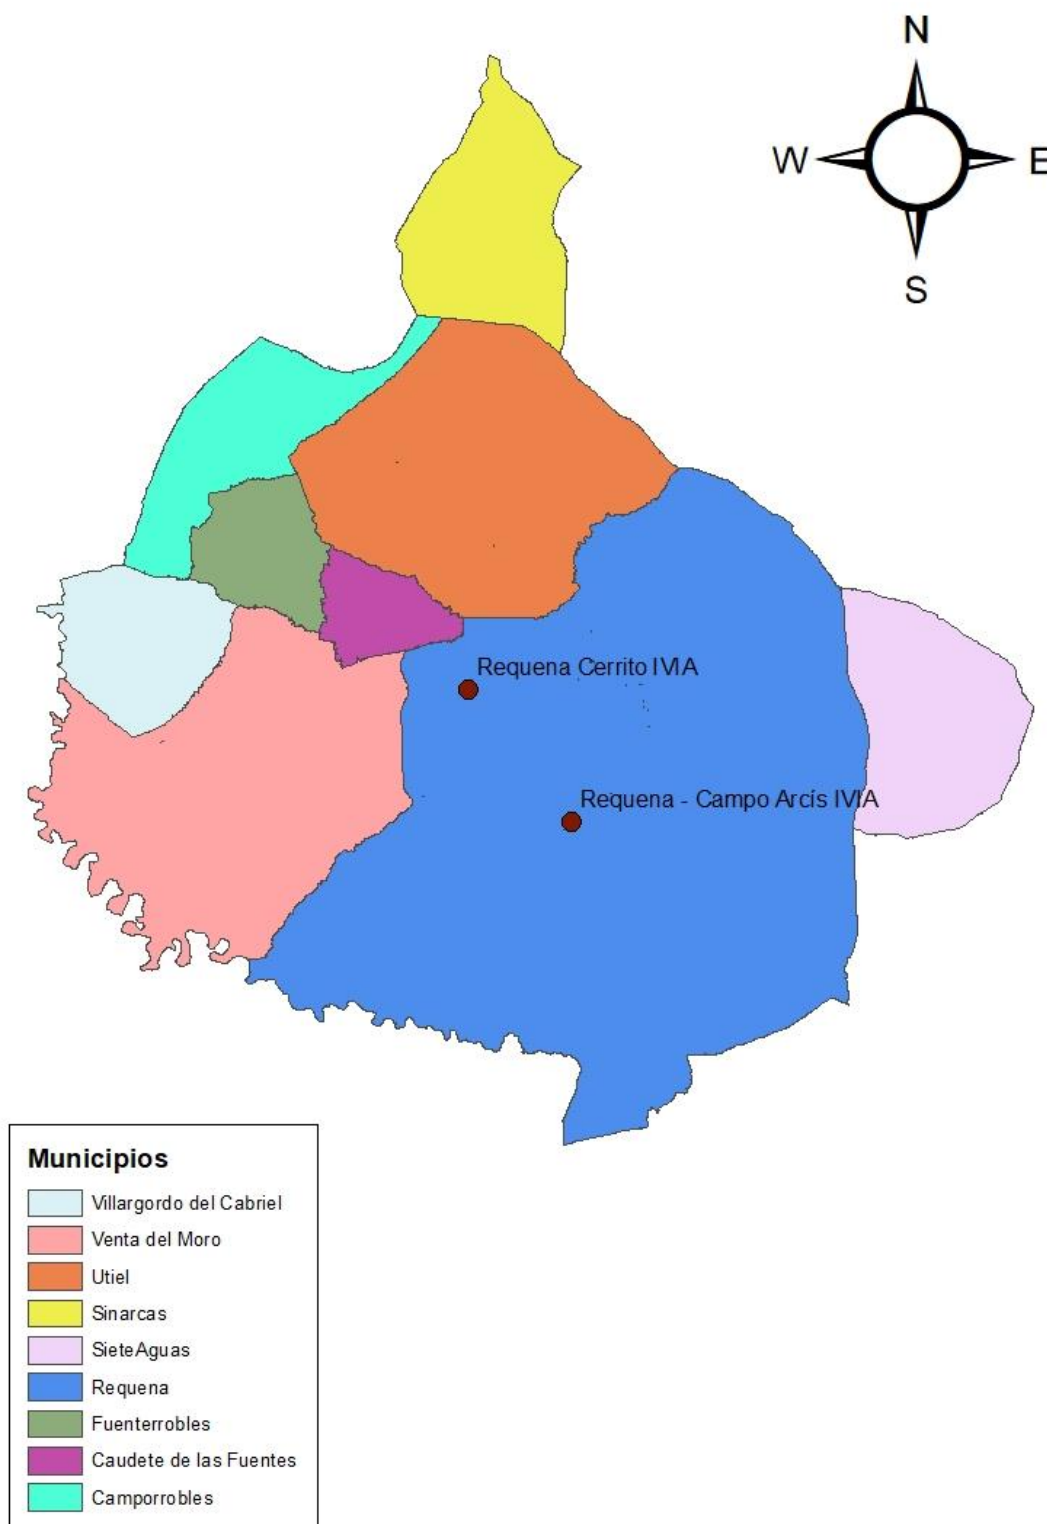 N
W
E
S
Requena Cerrito IVIA
Requena - Campo Arcís IVIA
Municipios
Villargordo del Cabriel
Venta del Moro
Utiel
Sinarcas
SieteAguas
Requena
Fuenterrobles
Caudete de las Fuentes
Camporrobles